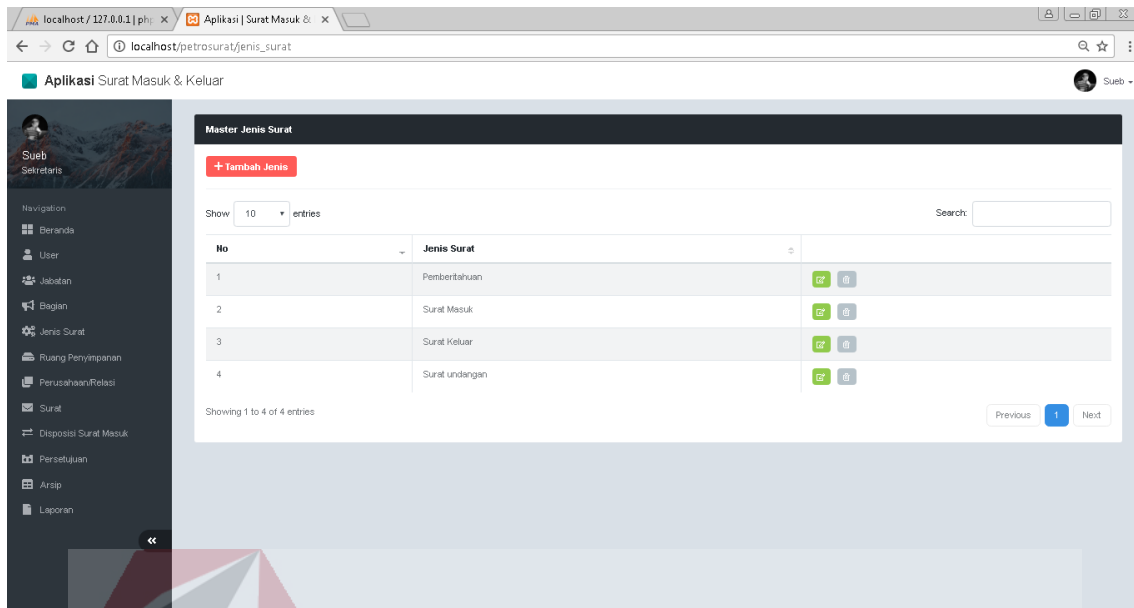 localhost / 127.0.0.1 | php
Aplikasi | Surat Masuk &
localhost/petrosurat/jenis_surat
Aplikasi Surat Masuk & Keluar
Sueb
Sueb
Sekretaris
Navigation
Beranda
User
Jabatan
Bagian
Jenis Surat
Ruang Penyimpanan
Perusahaan/Relasi
Surat
Disposisi Surat Masuk
Persetujuan
Arsip
Laporan
Master Jenis Surat
+ Tambah Jenis
Show 10 entries
Search:
No Jenis Surat
1 Pemberitahuan
2 Surat Masuk
3 Surat Keluar
4 Surat undangan
Showing 1 to 4 of 4 entries
Previous 1 Next